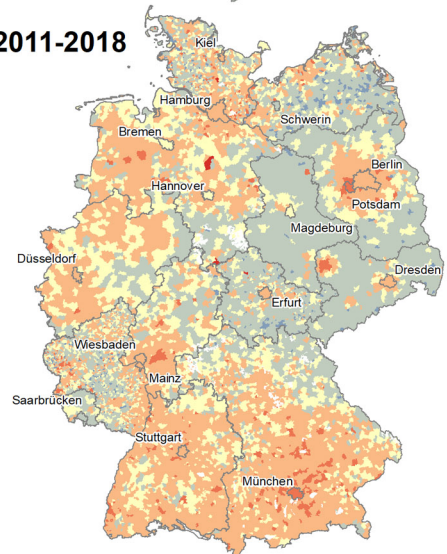 2011-2018
Kiel
Hamburg
Schwerin
Bremen
Berlin
Hannover
Potsdam
Magdeburg
Düsseldorf
Dresden
Erfurt
Wiesbaden
Mainz
Saarbrücken
Stuttgart
München